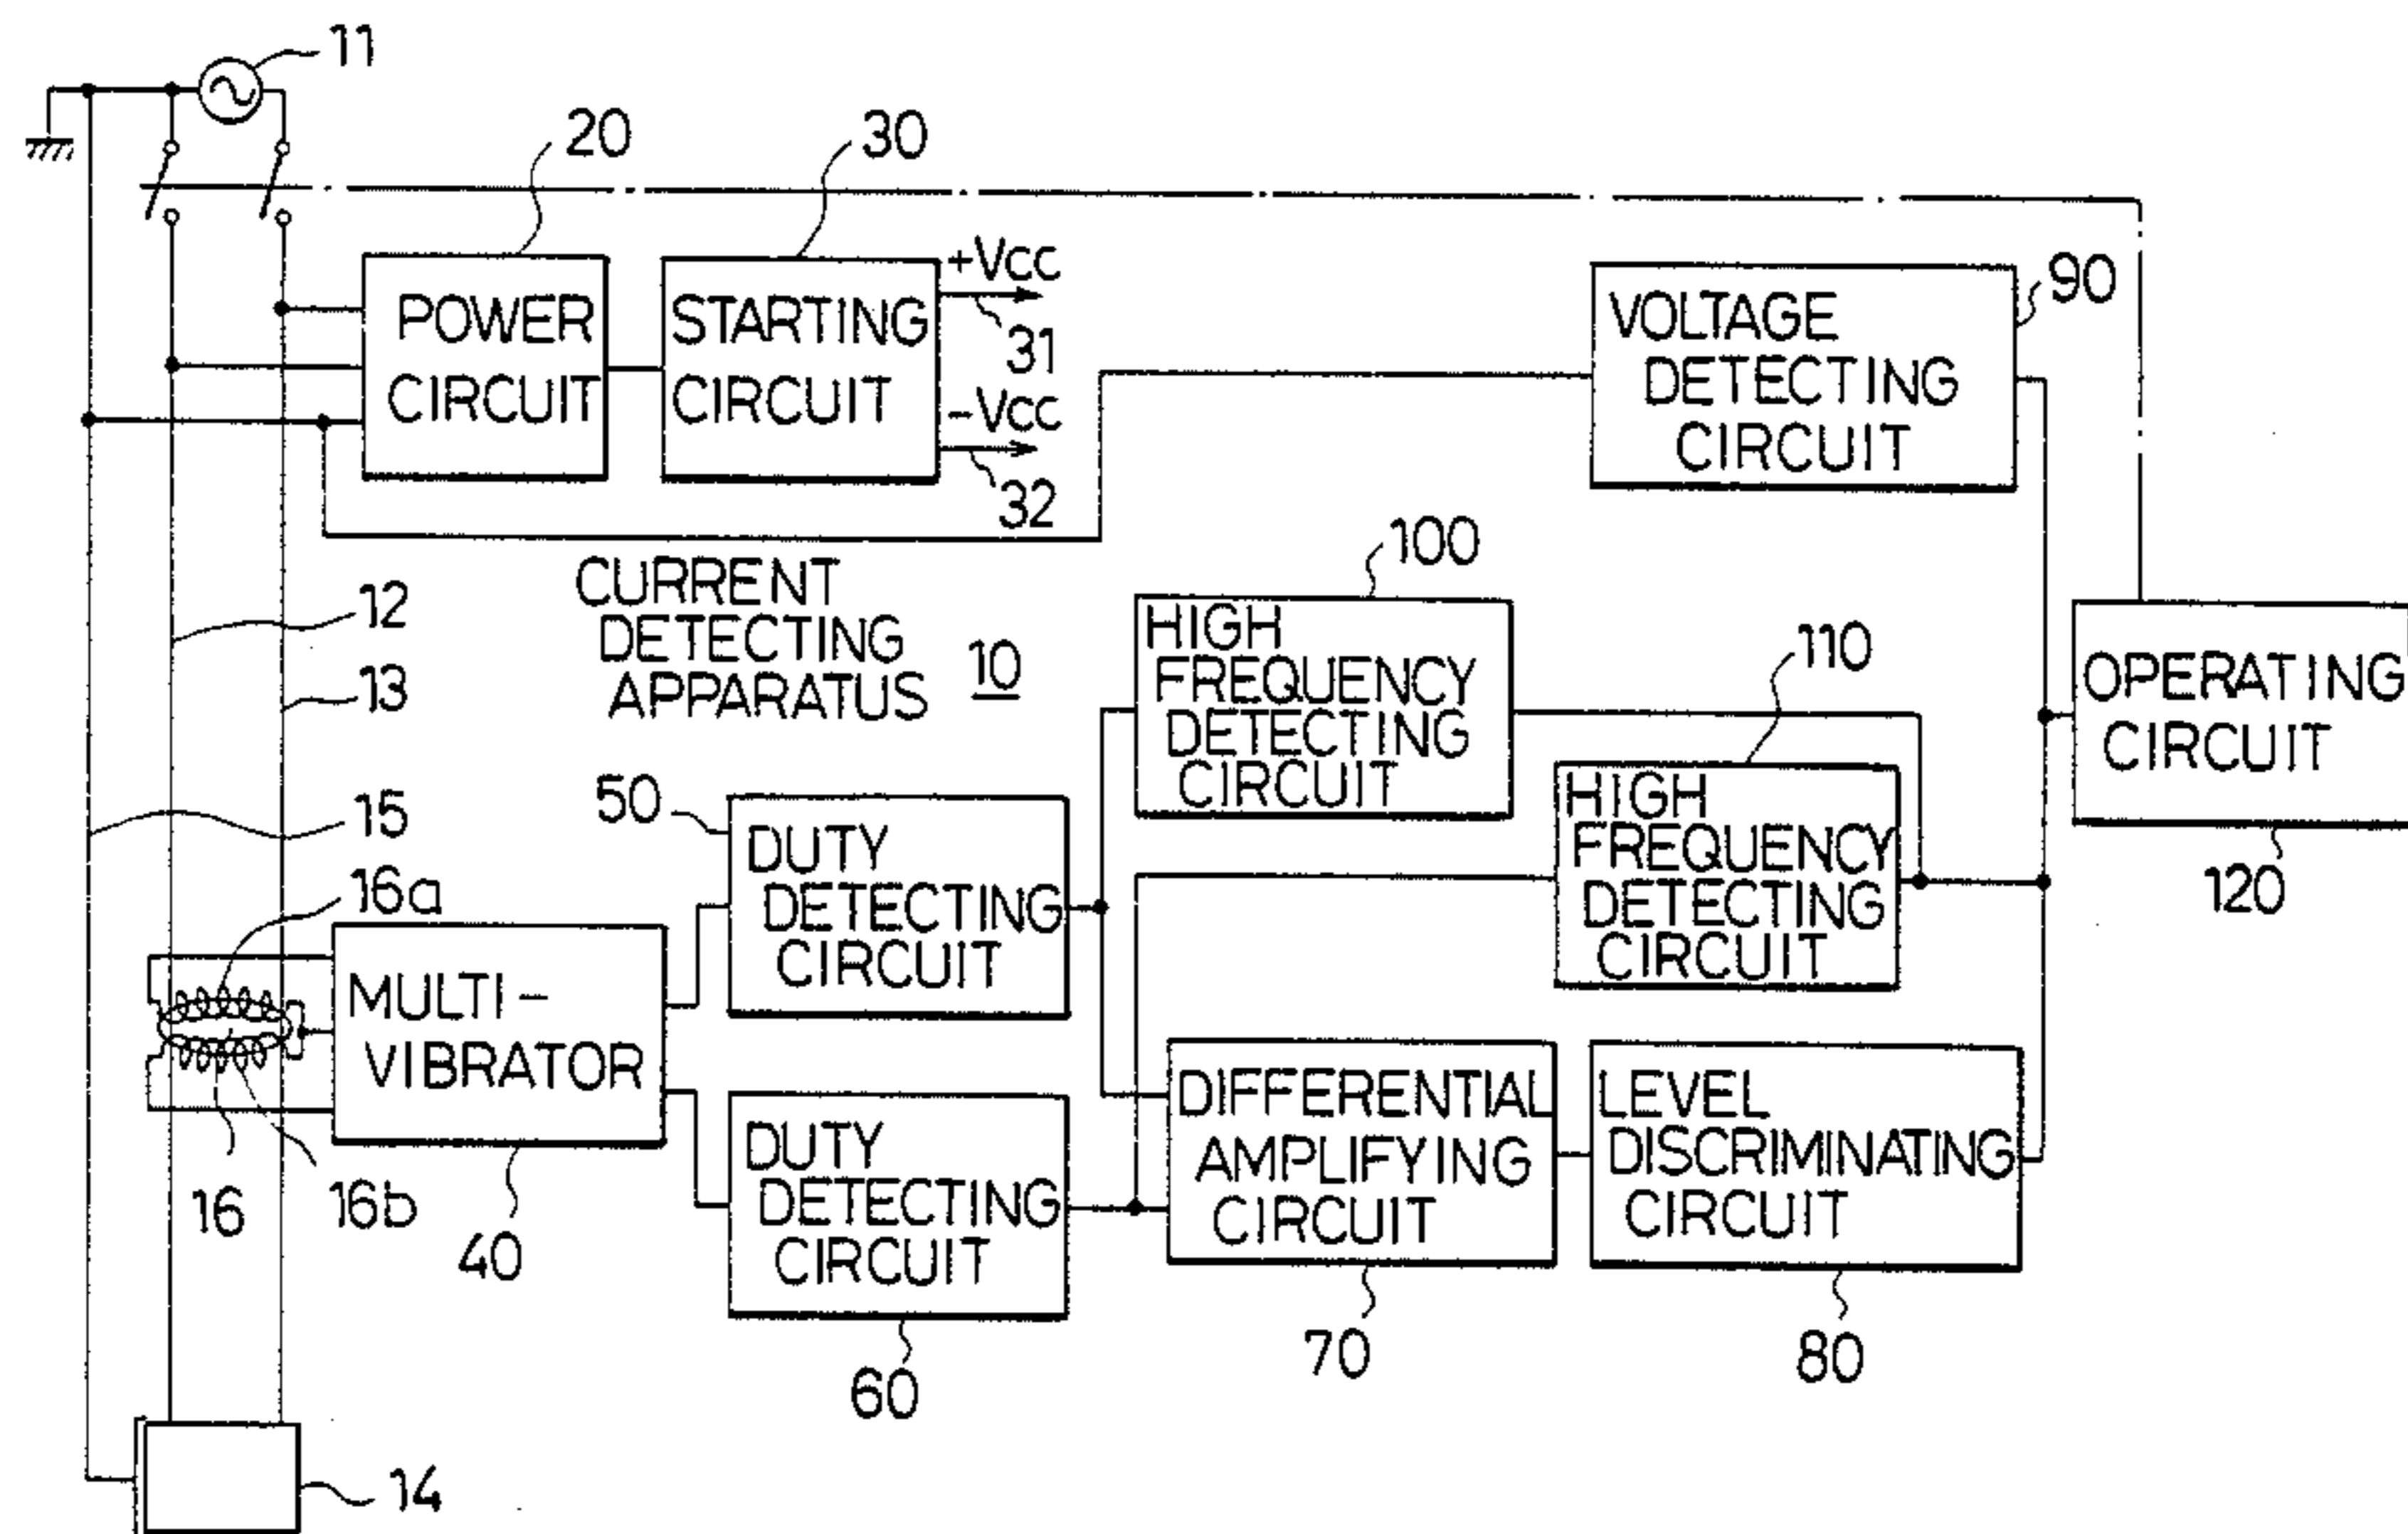 11
20
30
+Vcc
POWER
CIRCUIT
STARTING
CIRCUIT
31
-Vcc
32
VOLTAGE
DETECTING
CIRCUIT
90
CURRENT
DETECTING
APPARATUS
10
12
13
15
100
HIGH
FREQUENCY
DETECTING
CIRCUIT
110
HIGH
FREQUENCY
DETECTING
CIRCUIT
OPERATING
CIRCUIT
120
50
DUTY
DETECTING
CIRCUIT
16a
MULTI-
VIBRATOR
16
16b
40
DUTY
DETECTING
CIRCUIT
60
DIFFERENTIAL
AMPLIFYING
CIRCUIT
70
LEVEL
DISCRIMINATING
CIRCUIT
80
14